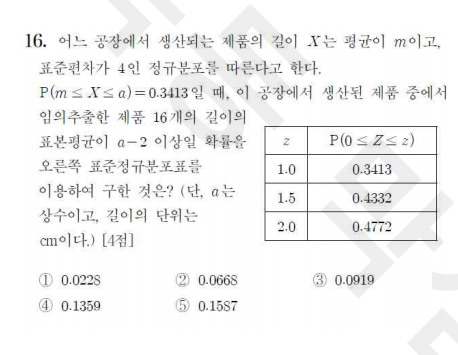 16. 어느 공장에서 생산되는 제품의 길이 X는 평균이 m이고,
표준편차가 4인 정규분포를 따른다고 한다.
P(m ≤ X ≤ a)=0.3413일 때, 이 공장에서 생산된 제품 중에서
임의추출한 제품 16개의 길이의
표본평균이 a−2 이상일 확률을
오른쪽 표준정규분포표를
이용하여 구한 것은? (단, a는
상수이고, 길이의 단위는
cm이다.) [4점]
z P(0 ≤ Z ≤ z)
1.0 0.3413
1.5 0.4332
2.0 0.4772
① 0.0228 ② 0.0668 ③ 0.0919
④ 0.1359 ⑤ 0.1587